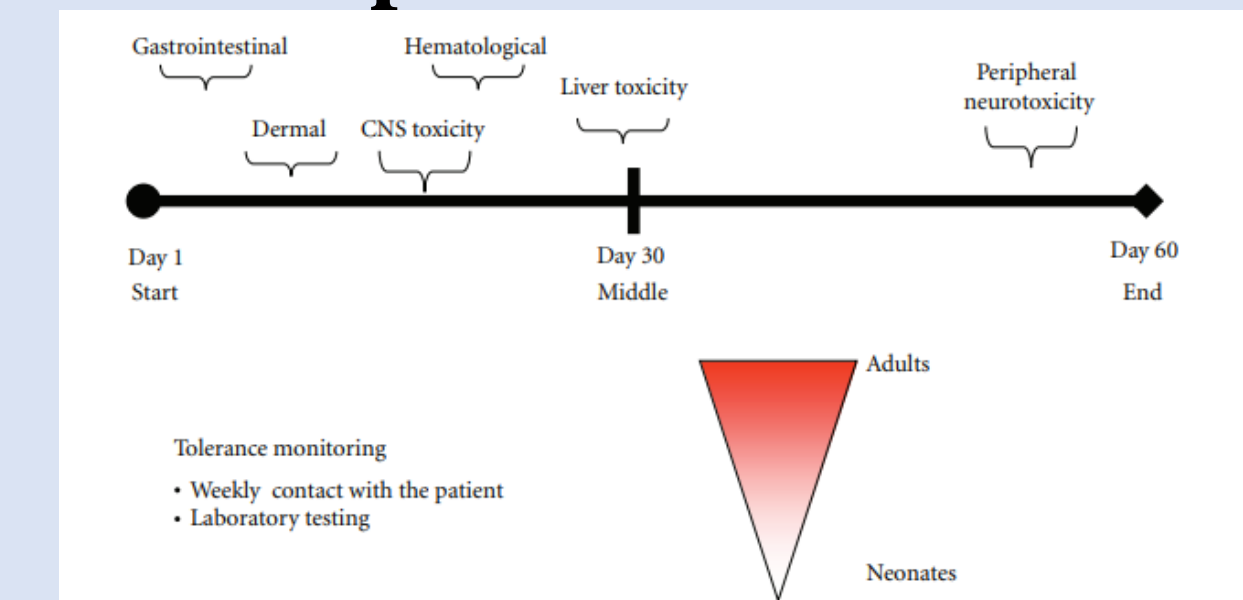 Gastrointestinal
Hematological
Liver toxicity
Peripheral
neurotoxicity
Dermal
CNS toxicity
Day 1
Start
Day 30
Middle
Day 60
End
Adults
Tolerance monitoring
• Weekly contact with the patient
• Laboratory testing
Neonates